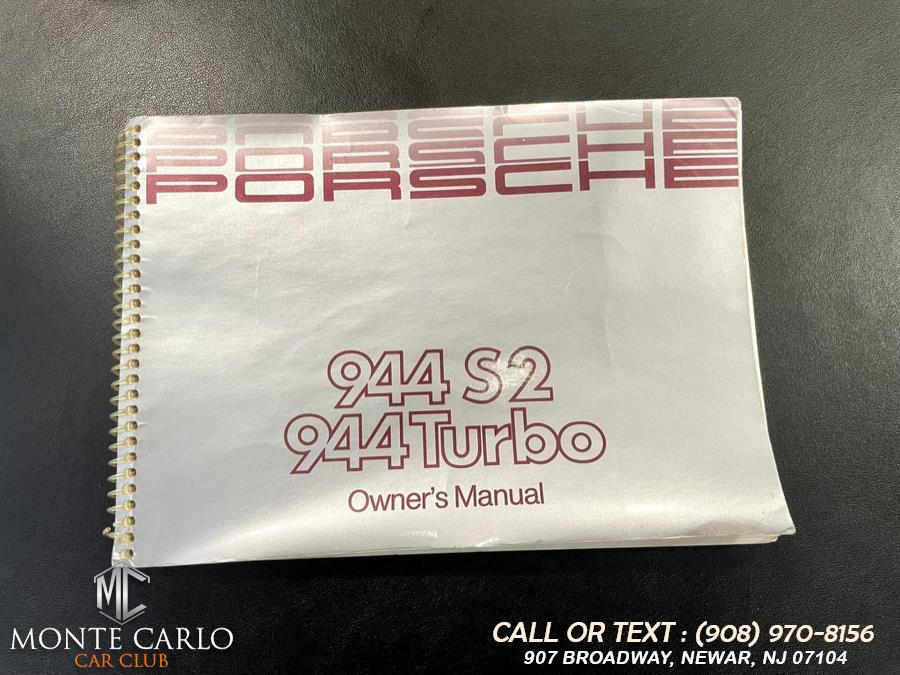 PORSCHE
PORSCHE
PORSCHE
944 S2
944 Turbo
Owner's Manual
MC
MONTE CARLO
CAR CLUB
CALL OR TEXT : (908) 970-8156
907 BROADWAY, NEWAR, NJ 07104